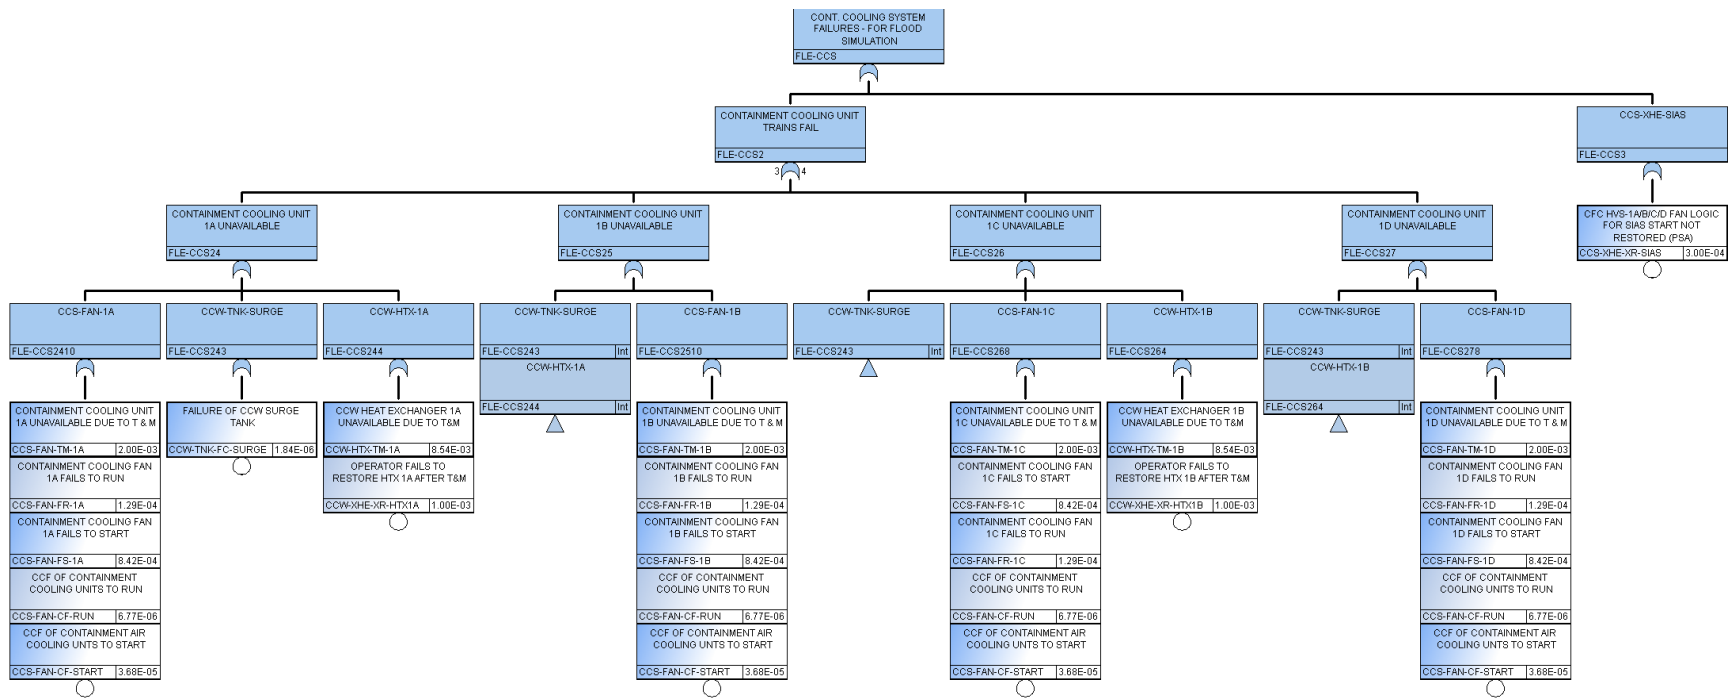 CONT. COOLING SYSTEM
FAILURES - FOR FLOOD
SIMULATION
FLE-CCS
CONTAINMENT COOLING UNIT
TRAINS FAIL
FLE-CCS2
3 4
CCS-XHE-SIAS
FLE-CCS3
CONTAINMENT COOLING UNIT
1A UNAVAILABLE
FLE-CCS24
CONTAINMENT COOLING UNIT
1B UNAVAILABLE
FLE-CCS25
CONTAINMENT COOLING UNIT
1C UNAVAILABLE
FLE-CCS26
CONTAINMENT COOLING UNIT
1D UNAVAILABLE
FLE-CCS27
CFC HVS-1A/B/C/D FAN LOGIC
FOR SIAS START NOT
RESTORED (PSA)
CCS-XHE-XR-SIAS 3.00E-04
CCS-FAN-1A
FLE-CCS2410
CCW-TNK-SURGE
FLE-CCS243
CCW-HTX-1A
FLE-CCS244
CCW-TNK-SURGE
FLE-CCS243 Int
CCW-HTX-1A
FLE-CCS244 Int
CCS-FAN-1B
FLE-CCS2510
CCW-TNK-SURGE
FLE-CCS243 Int
CCS-FAN-1C
FLE-CCS268
CCW-HTX-1B
FLE-CCS264
CCW-TNK-SURGE
FLE-CCS243 Int
CCW-HTX-1B
FLE-CCS264 Int
CCS-FAN-1D
FLE-CCS278
CONTAINMENT COOLING UNIT
1A UNAVAILABLE DUE TO T & M
CCS-FAN-TM-1A 2.00E-03
CONTAINMENT COOLING FAN
1A FAILS TO RUN
CCS-FAN-FR-1A 1.29E-04
CONTAINMENT COOLING FAN
1A FAILS TO START
CCS-FAN-FS-1A 8.42E-04
CCF OF CONTAINMENT
COOLING UNITS TO RUN
CCS-FAN-CF-RUN 6.77E-06
CCF OF CONTAINMENT AIR
COOLING UNTS TO START
CCS-FAN-CF-START 3.68E-05
FAILURE OF CCW SURGE
TANK
CCW-TNK-FC-SURGE 1.84E-06
CCW HEAT EXCHANGER 1A
UNAVAILABLE DUE TO T&M
CCW-HTX-TM-1A 8.54E-03
OPERATOR FAILS TO
RESTORE HTX 1A AFTER T&M
CCW-XHE-XR-HTX1A 1.00E-03
CONTAINMENT COOLING UNIT
1B UNAVAILABLE DUE TO T & M
CCS-FAN-TM-1B 2.00E-03
CONTAINMENT COOLING FAN
1B FAILS TO RUN
CCS-FAN-FR-1B 1.29E-04
CONTAINMENT COOLING FAN
1B FAILS TO START
CCS-FAN-FS-1B 8.42E-04
CCF OF CONTAINMENT
COOLING UNITS TO RUN
CCS-FAN-CF-RUN 6.77E-06
CCF OF CONTAINMENT AIR
COOLING UNTS TO START
CCS-FAN-CF-START 3.68E-05
CONTAINMENT COOLING UNIT
1C UNAVAILABLE DUE TO T & M
CCS-FAN-TM-1C 2.00E-03
CONTAINMENT COOLING FAN
1C FAILS TO START
CCS-FAN-FS-1C 8.42E-04
CONTAINMENT COOLING FAN
1C FAILS TO RUN
CCS-FAN-FR-1C 1.29E-04
CCF OF CONTAINMENT
COOLING UNITS TO RUN
CCS-FAN-CF-RUN 6.77E-06
CCF OF CONTAINMENT AIR
COOLING UNTS TO START
CCS-FAN-CF-START 3.68E-05
CCW HEAT EXCHANGER 1B
UNAVAILABLE DUE TO T&M
CCW-HTX-TM-1B 8.54E-03
OPERATOR FAILS TO
RESTORE HTX 1B AFTER T&M
CCW-XHE-XR-HTX1B 1.00E-03
CONTAINMENT COOLING UNIT
1D UNAVAILABLE DUE TO T & M
CCS-FAN-TM-1D 2.00E-03
CONTAINMENT COOLING FAN
1D FAILS TO RUN
CCS-FAN-FR-1D 1.29E-04
CONTAINMENT COOLING FAN
1D FAILS TO START
CCS-FAN-FS-1D 8.42E-04
CCF OF CONTAINMENT
COOLING UNITS TO RUN
CCS-FAN-CF-RUN 6.77E-06
CCF OF CONTAINMENT AIR
COOLING UNTS TO START
CCS-FAN-CF-START 3.68E-05